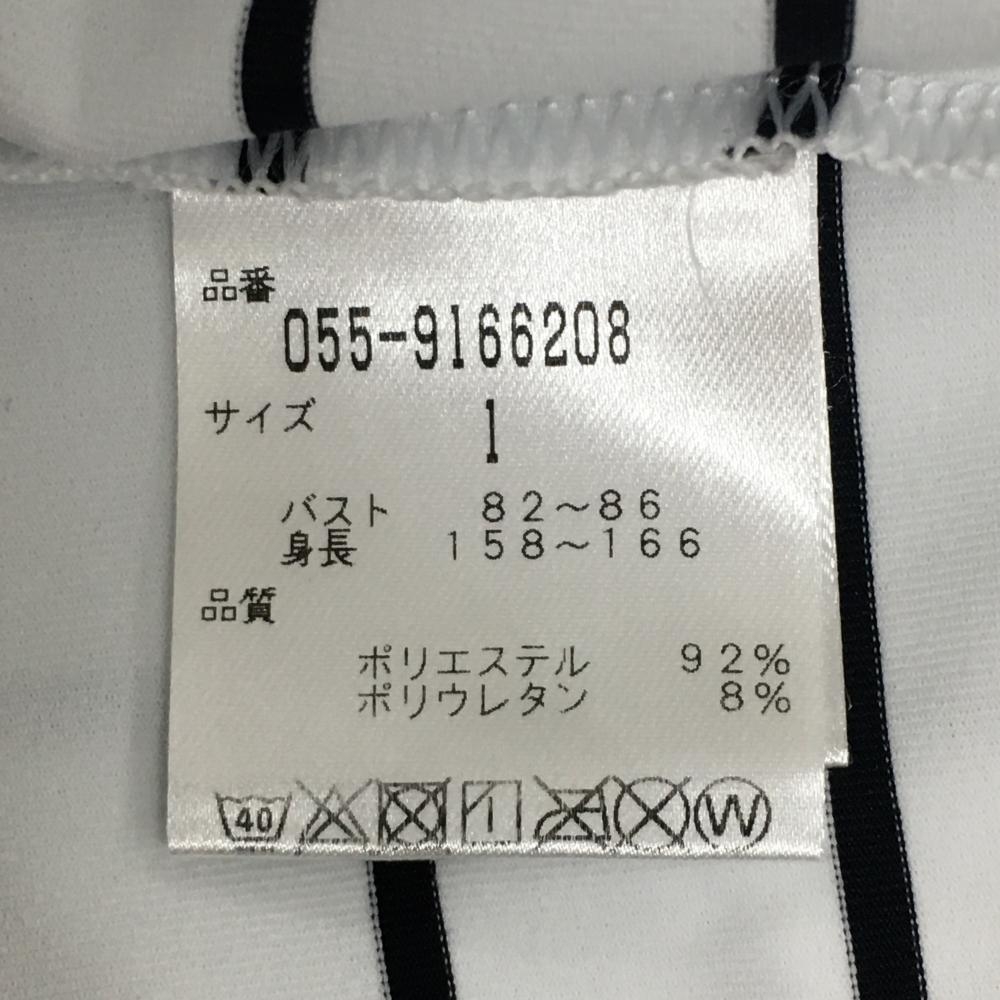 品番
055-9166208
サイズ 1
バスト 82～86
身長 158～166
品質
ポリエステル 92%
ポリウレタン 8%
40 W